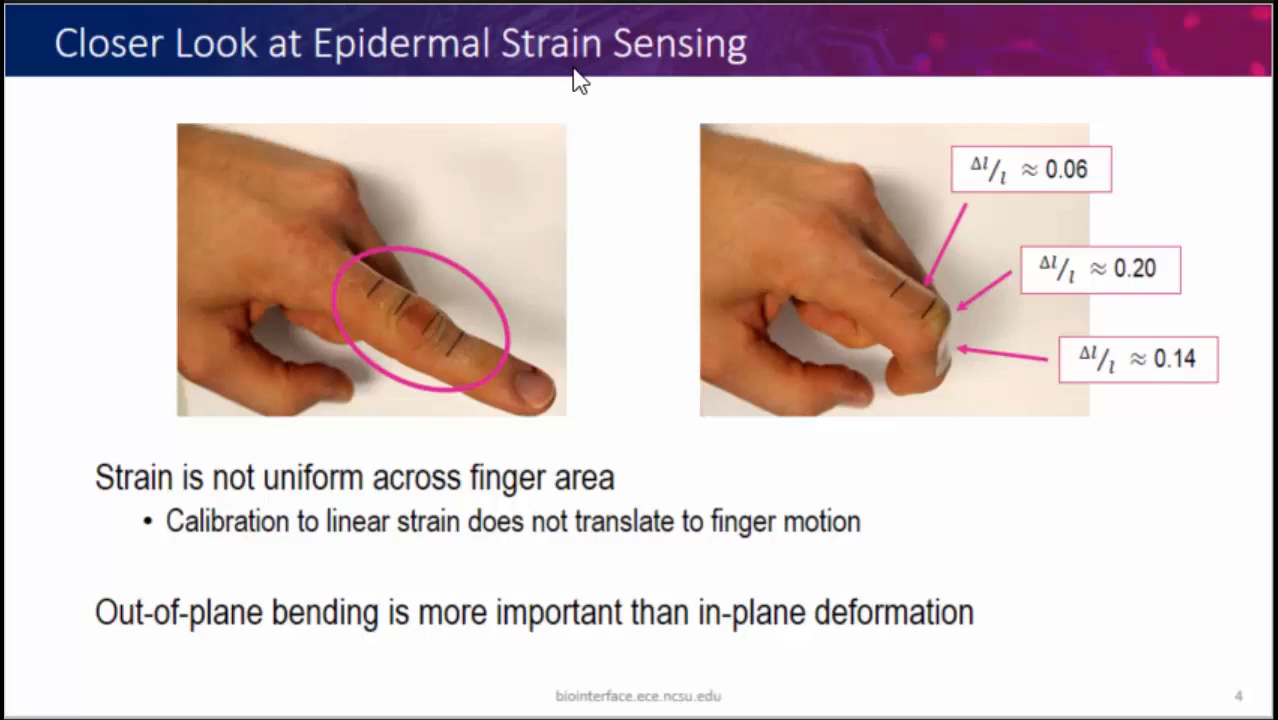 Closer Look at Epidermal Strain Sensing
Δl/l ≈ 0.06
Δl/l ≈ 0.20
Δl/l ≈ 0.14
Strain is not uniform across finger area
• Calibration to linear strain does not translate to finger motion
Out-of-plane bending is more important than in-plane deformation
biointerface.ece.ncsu.edu
4